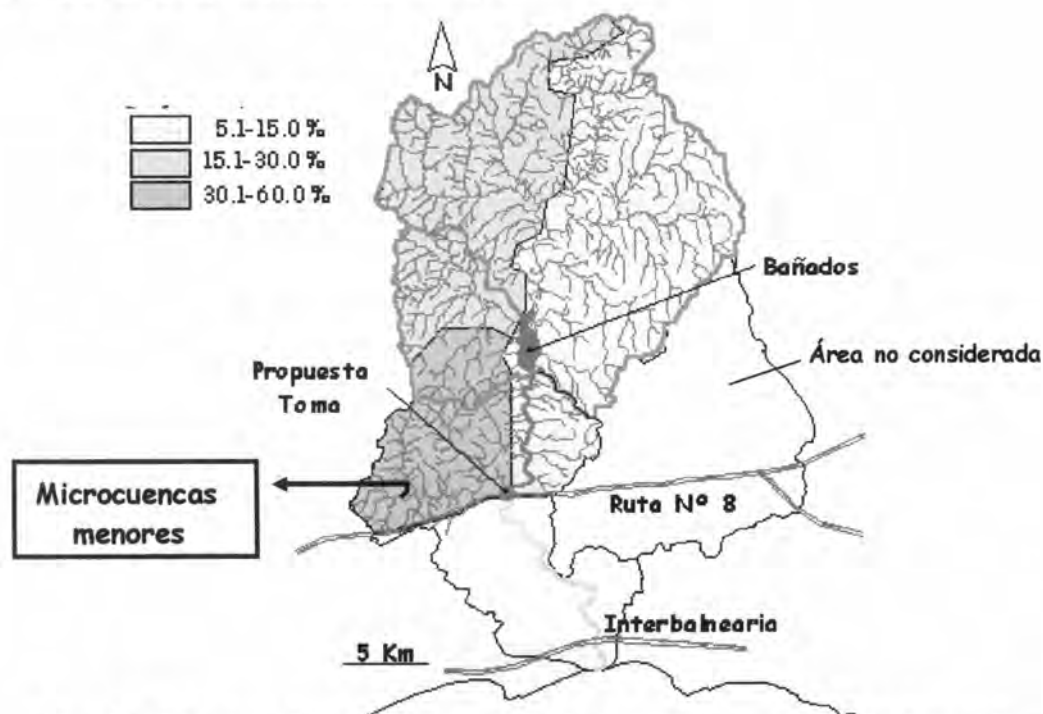 N
5.1-15.0 ‰
15.1-30.0 ‰
30.1-60.0 ‰
Bañados
Área no considerada
Propuesta
Toma
Microcuencas
menores
Ruta Nº 8
Interbalnearia
5 Km